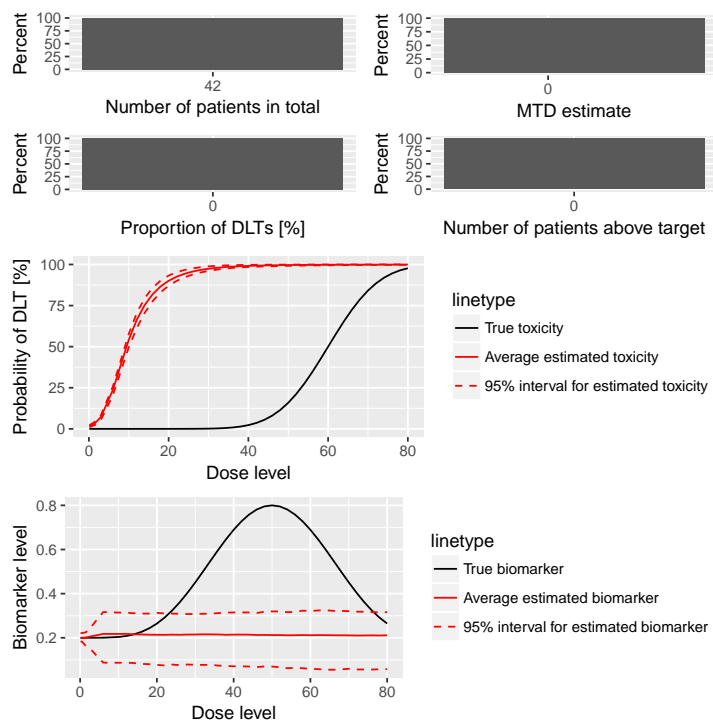 Percent
100
75
50
25
0
42
Number of patients in total
Percent
100
75
50
25
0
0
MTD estimate
Percent
100
75
50
25
0
0
Proportion of DLTs [%]
Percent
100
75
50
25
0
0
Number of patients above target
Probability of DLT [%]
100
75
50
25
0
0
20
40
60
80
Dose level
linetype
True toxicity
Average estimated toxicity
95% interval for estimated toxicity
Biomarker level
0.8
0.6
0.4
0.2
0
20
40
60
80
Dose level
linetype
True biomarker
Average estimated biomarker
95% interval for estimated biomarker